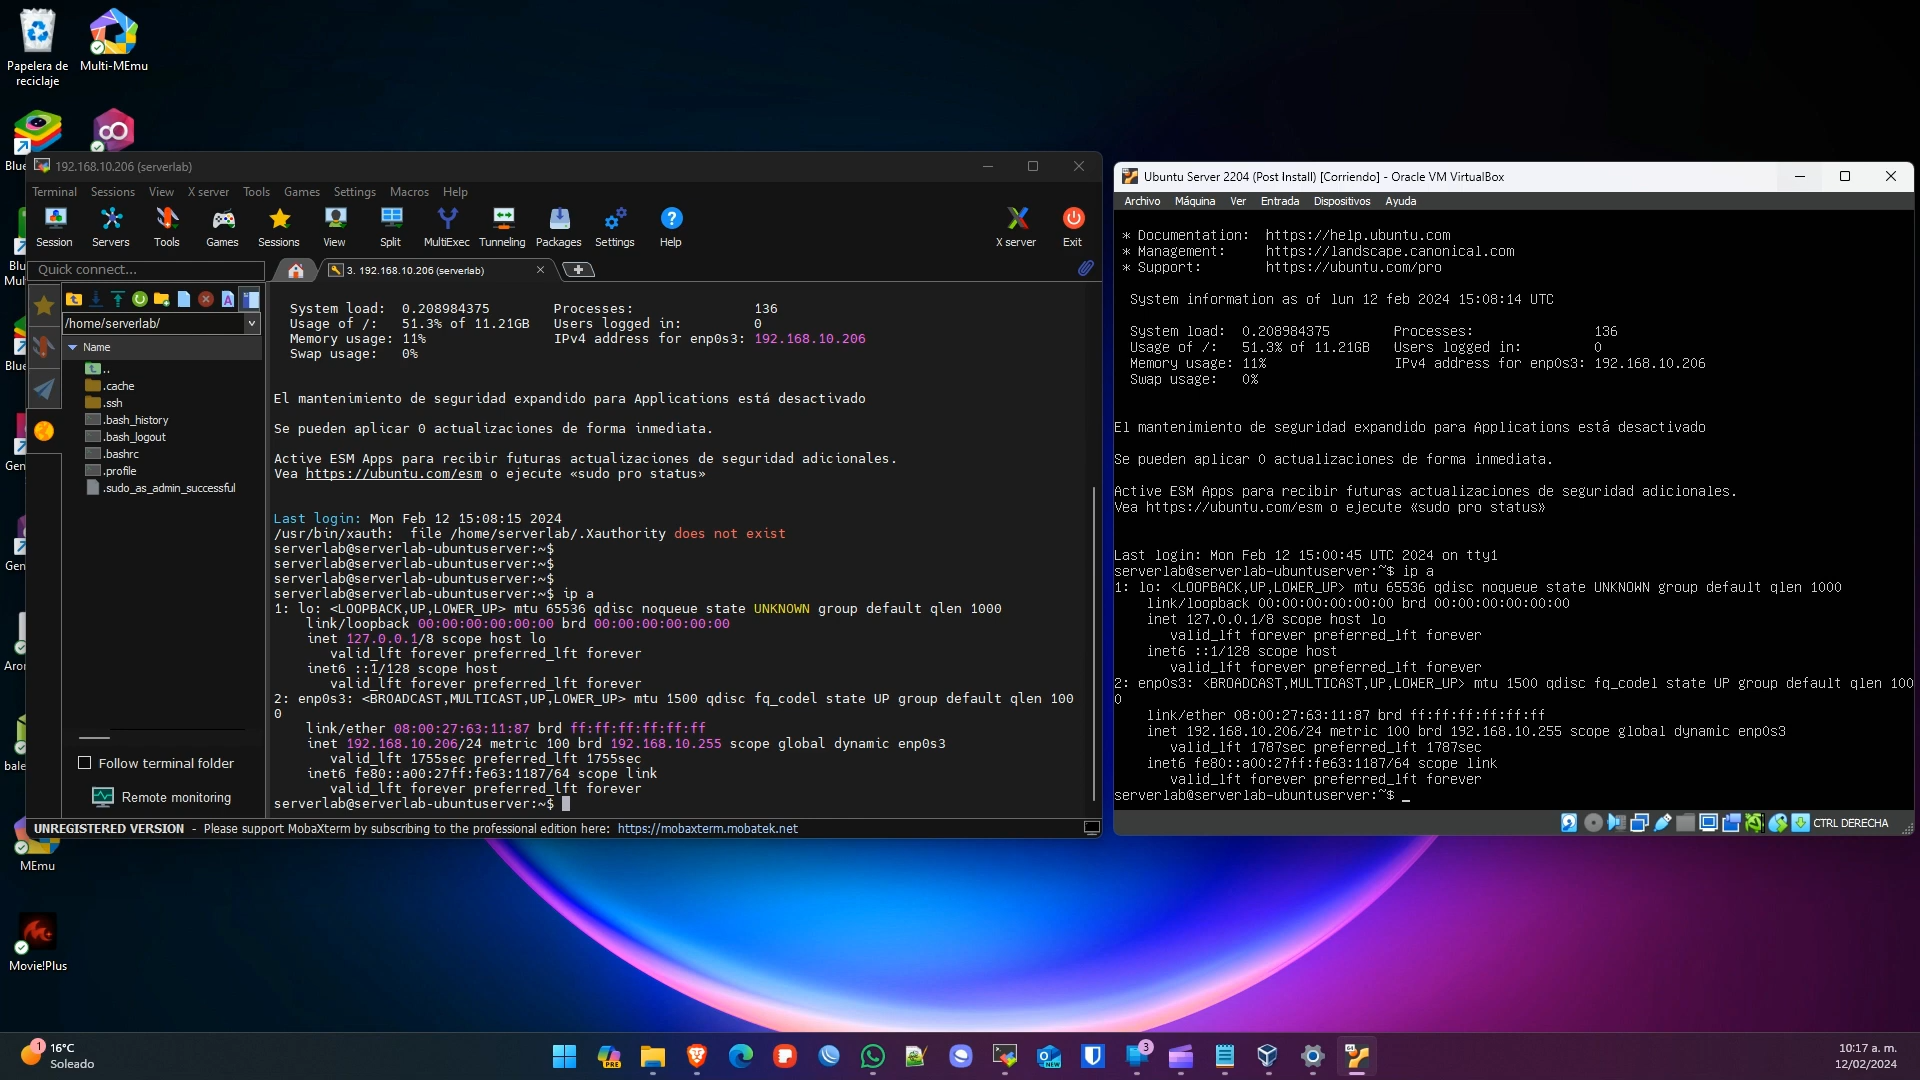 Papelera de
reciclaje
Multi-MEmu
Blue
Blu
Mul
Blue
Gen
Gen
Aror
bale
MEmu
Movie!Plus
192.168.10.206 (serverlab)
Terminal Sessions View X server Tools Games Settings Macros Help
Session Servers Tools Games Sessions View Split MultiExec Tunneling Packages Settings Help X server Exit
Quick connect...
3. 192.168.10.206 (serverlab)
/home/serverlab/
Name
..
.cache
.ssh
.bash_history
.bash_logout
.bashrc
.profile
.sudo_as_admin_successful
Follow terminal folder
Remote monitoring
System load: 0.208984375 Processes: 136
Usage of /: 51.3% of 11.21GB Users logged in: 0
Memory usage: 11% IPv4 address for enp0s3: 192.168.10.206
Swap usage: 0%
El mantenimiento de seguridad expandido para Applications está desactivado
Se pueden aplicar 0 actualizaciones de forma inmediata.
Active ESM Apps para recibir futuras actualizaciones de seguridad adicionales.
Vea https://ubuntu.com/esm o ejecute «sudo pro status»
Last login: Mon Feb 12 15:08:15 2024
/usr/bin/xauth: file /home/serverlab/.Xauthority does not exist
serverlab@serverlab-ubuntuserver:~$
serverlab@serverlab-ubuntuserver:~$
serverlab@serverlab-ubuntuserver:~$
serverlab@serverlab-ubuntuserver:~$ ip a
1: lo: <LOOPBACK,UP,LOWER_UP> mtu 65536 qdisc noqueue state UNKNOWN group default qlen 1000
link/loopback 00:00:00:00:00:00 brd 00:00:00:00:00:00
inet 127.0.0.1/8 scope host lo
valid_lft forever preferred_lft forever
inet6 ::1/128 scope host
valid_lft forever preferred_lft forever
2: enp0s3: <BROADCAST,MULTICAST,UP,LOWER_UP> mtu 1500 qdisc fq_codel state UP group default qlen 100
0
link/ether 08:00:27:63:11:87 brd ff:ff:ff:ff:ff:ff
inet 192.168.10.206/24 metric 100 brd 192.168.10.255 scope global dynamic enp0s3
valid_lft 1755sec preferred_lft 1755sec
inet6 fe80::a00:27ff:fe63:1187/64 scope link
valid_lft forever preferred_lft forever
serverlab@serverlab-ubuntuserver:~$
UNREGISTERED VERSION - Please support MobaXterm by subscribing to the professional edition here: https://mobaxterm.mobatek.net
Ubuntu Server 2204 (Post Install) [Corriendo] - Oracle VM VirtualBox
Archivo Máquina Ver Entrada Dispositivos Ayuda
* Documentation: https://help.ubuntu.com
* Management: https://landscape.canonical.com
* Support: https://ubuntu.com/pro
System information as of lun 12 feb 2024 15:08:14 UTC
System load: 0.208984375 Processes: 136
Usage of /: 51.3% of 11.21GB Users logged in: 0
Memory usage: 11% IPv4 address for enp0s3: 192.168.10.206
Swap usage: 0%
El mantenimiento de seguridad expandido para Applications está desactivado
Se pueden aplicar 0 actualizaciones de forma inmediata.
Active ESM Apps para recibir futuras actualizaciones de seguridad adicionales.
Vea https://ubuntu.com/esm o ejecute «sudo pro status»
Last login: Mon Feb 12 15:00:45 UTC 2024 on tty1
serverlab@serverlab-ubuntuserver:~$ ip a
1: lo: <LOOPBACK,UP,LOWER_UP> mtu 65536 qdisc noqueue state UNKNOWN group default qlen 1000
link/loopback 00:00:00:00:00:00 brd 00:00:00:00:00:00
inet 127.0.0.1/8 scope host lo
valid_lft forever preferred_lft forever
inet6 ::1/128 scope host
valid_lft forever preferred_lft forever
2: enp0s3: <BROADCAST,MULTICAST,UP,LOWER_UP> mtu 1500 qdisc fq_codel state UP group default qlen 100
0
link/ether 08:00:27:63:11:87 brd ff:ff:ff:ff:ff:ff
inet 192.168.10.206/24 metric 100 brd 192.168.10.255 scope global dynamic enp0s3
valid_lft 1787sec preferred_lft 1787sec
inet6 fe80::a00:27ff:fe63:1187/64 scope link
valid_lft forever preferred_lft forever
serverlab@serverlab-ubuntuserver:~$ _
CTRL DERECHA
1
16°C
Soleado
PRE
NEW
3
64
10:17 a. m.
12/02/2024